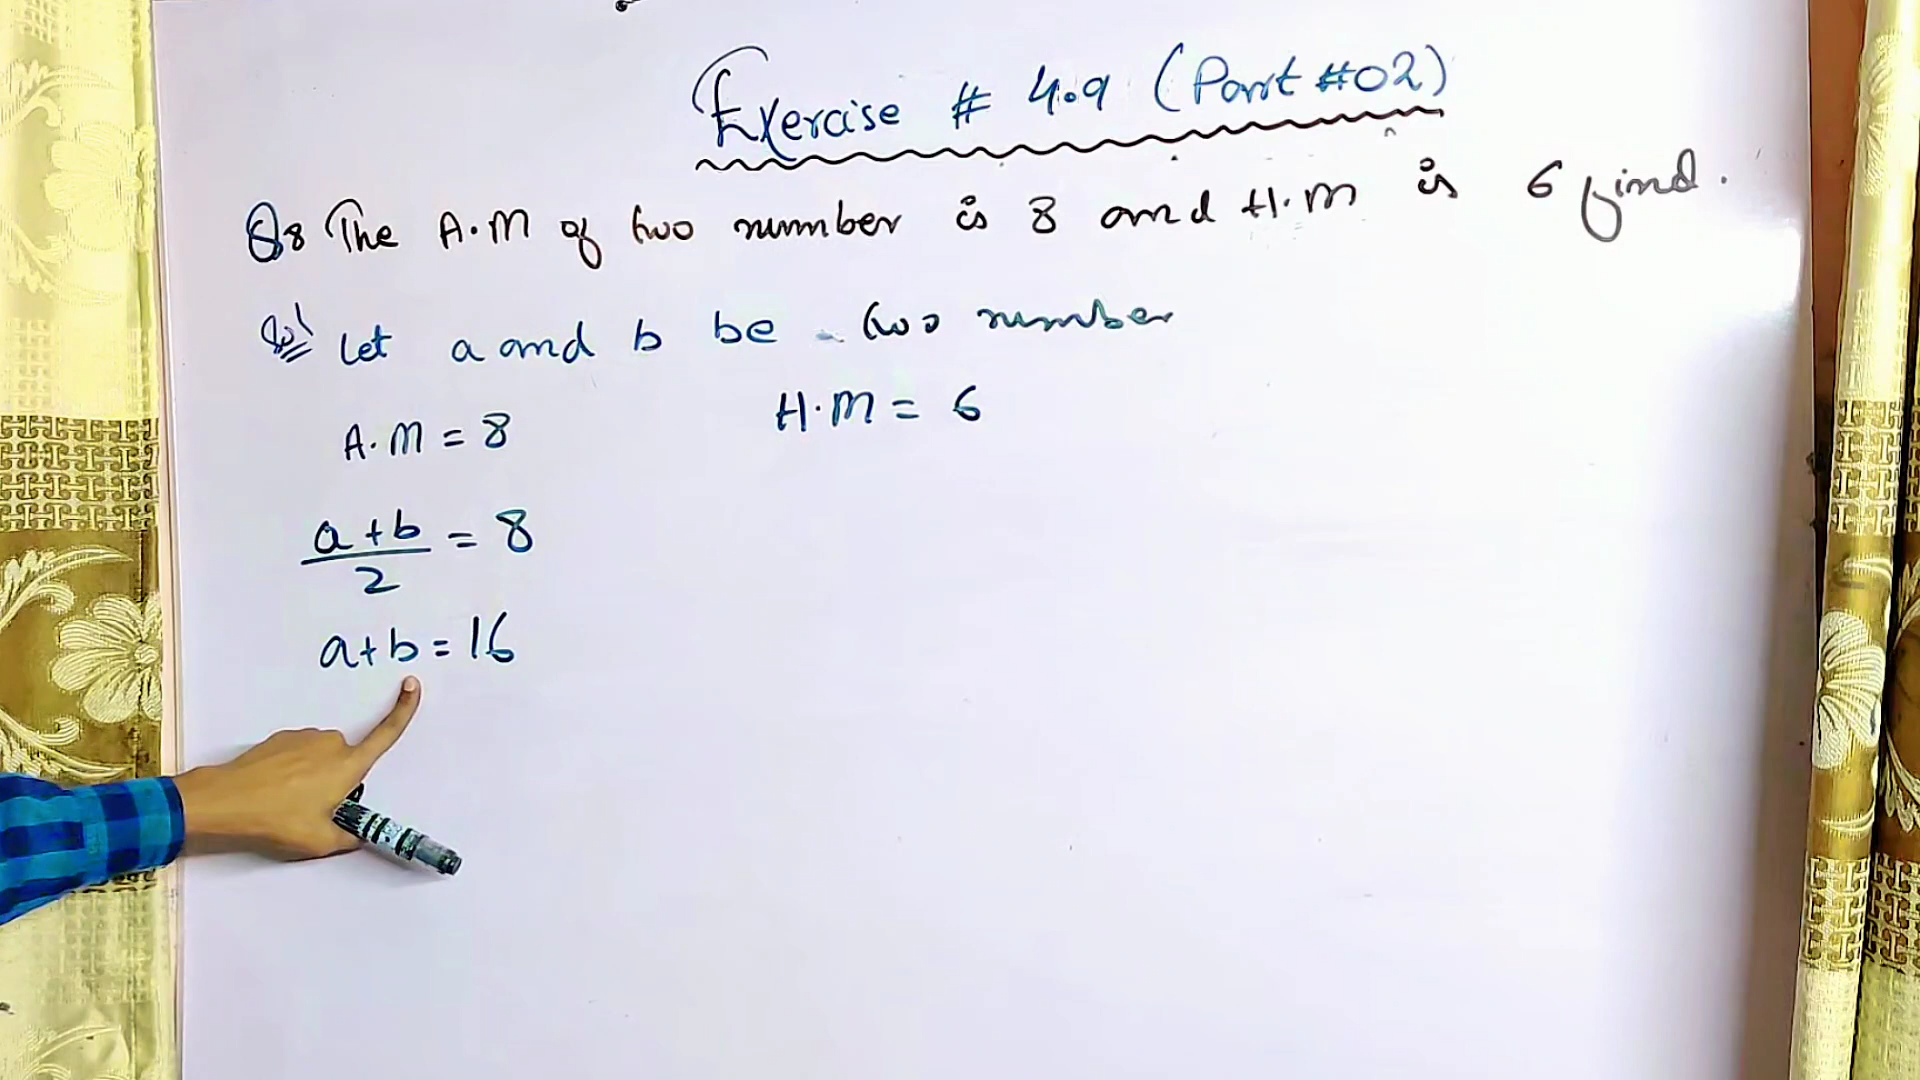 Exercise # 4.9 (Part #02)
Q8 The A.M of two number is 8 and H.M is 6 find.
Sol Let a and b be two number
A.M = 8
H.M = 6
a+b/2 = 8
a+b=16